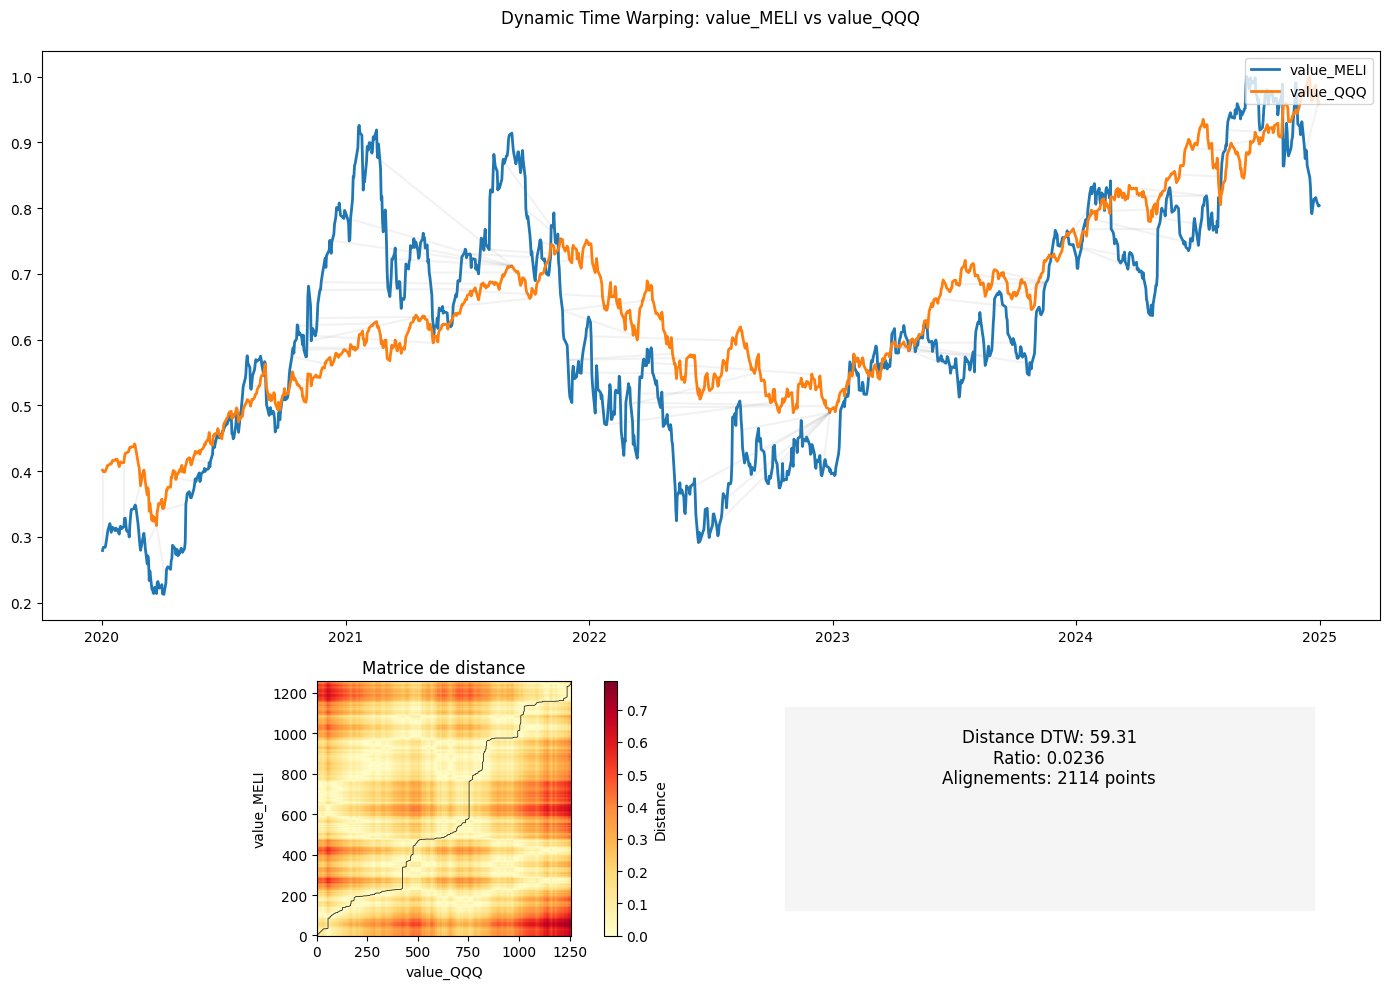 Dynamic Time Warping: value_MELI vs value_QQQ
1.0
0.9
0.8
0.7
0.6
0.5
0.4
0.3
0.2
value_MELI
value_QQQ
2020 2021 2022 2023 2024 2025
Matrice de distance
1200
1000
800
600
400
200
0
value_MELI
0 250 500 750 1000 1250
value_QQQ
0.7
0.6
0.5
0.4
0.3
0.2
0.1
0.0
Distance
Distance DTW: 59.31
Ratio: 0.0236
Alignements: 2114 points